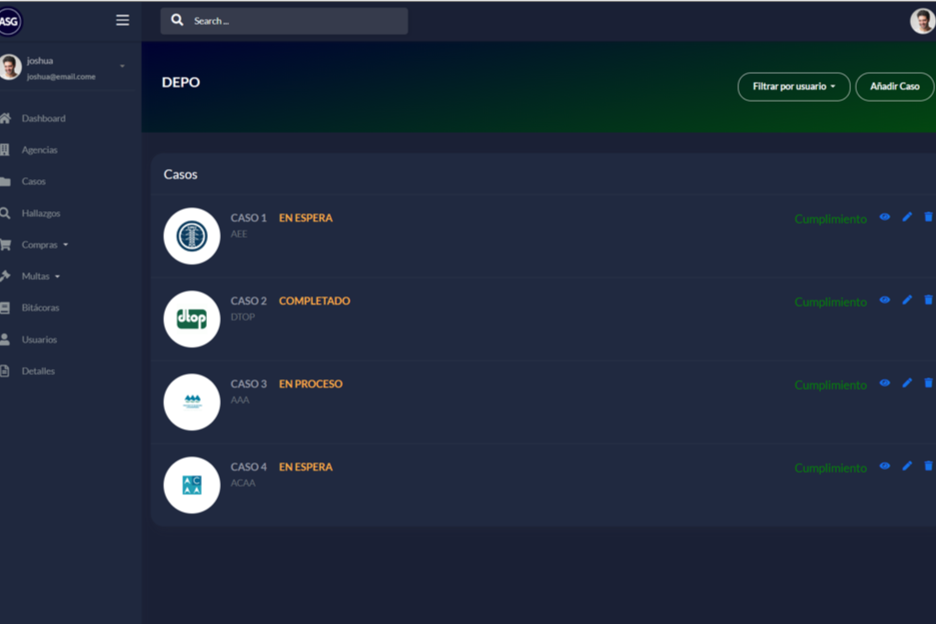 ASG
Search ...
joshua
joshua@email.come
DEPO
Filtrar por usuario
Añadir Caso
Dashboard
Agencias
Casos
Hallazgos
Compras
Multas
Bitácoras
Usuarios
Detalles
Casos
CASO 1 EN ESPERA Cumplimiento
AEE
dtop
CASO 2 COMPLETADO Cumplimiento
DTOP
CASO 3 EN PROCESO Cumplimiento
AAA
CASO 4 EN ESPERA Cumplimiento
ACAA
A C
A A